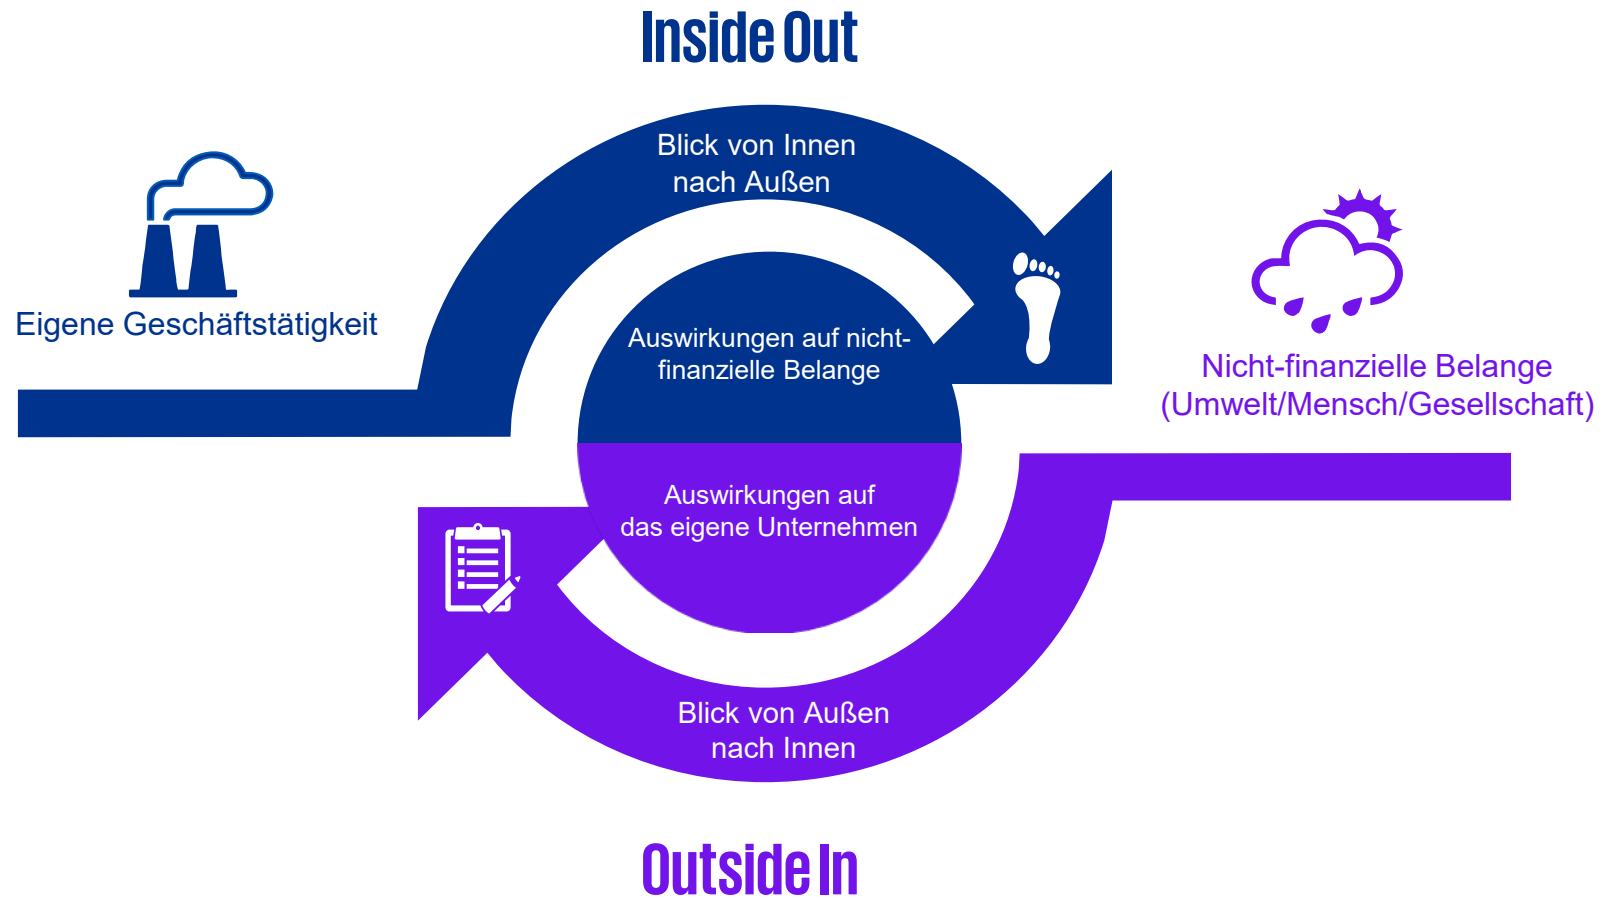 Inside Out
Blick von Innen
nach Außen
Eigene Geschäftstätigkeit
Auswirkungen auf nicht-
finanzielle Belange
Nicht-finanzielle Belange
(Umwelt/Mensch/Gesellschaft)
Auswirkungen auf
das eigene Unternehmen
Blick von Außen
nach Innen
Outside In